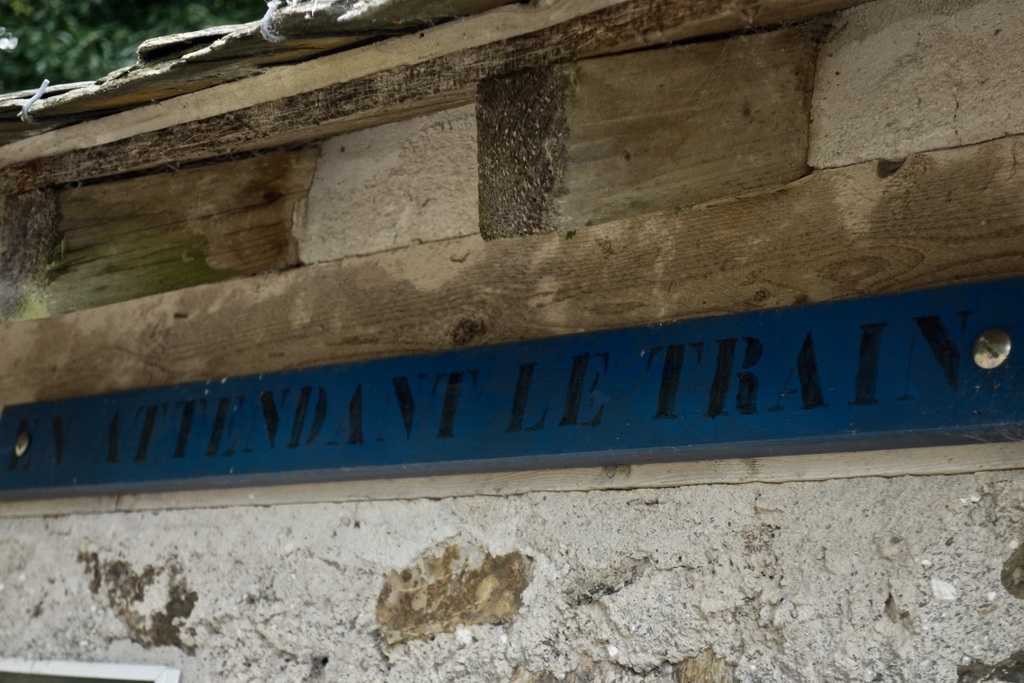 EN ATTENDANT LE TRAIN